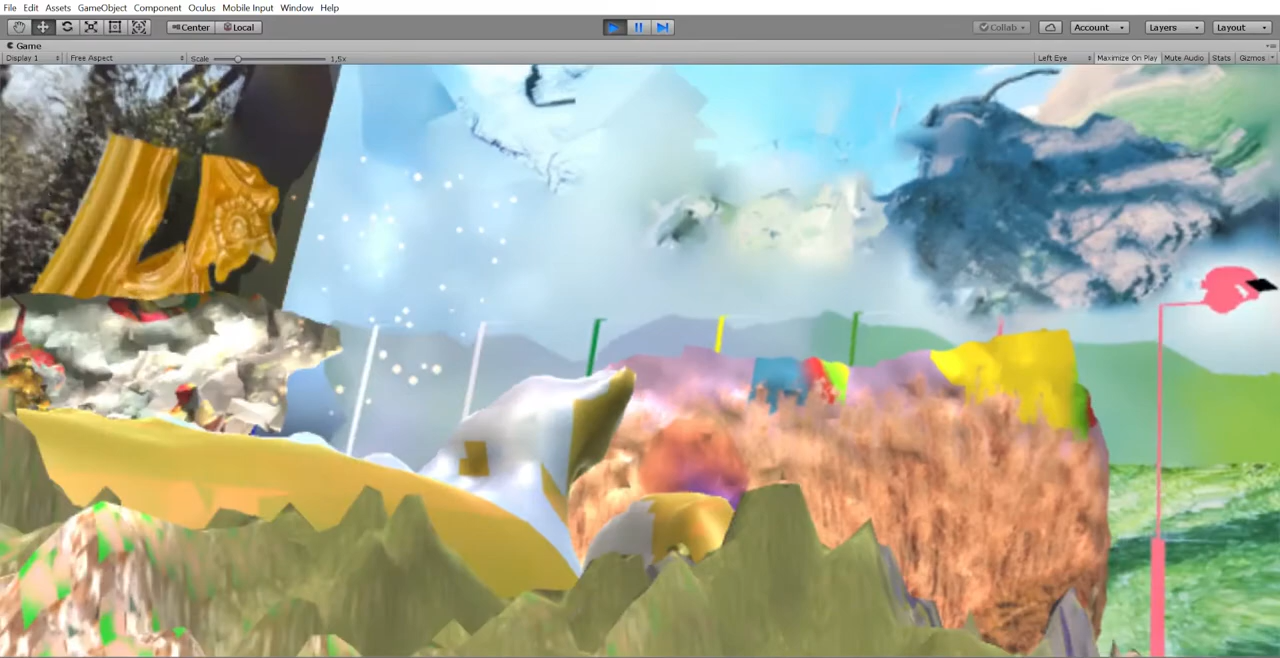 File Edit Assets GameObject Component Oculus Mobile Input Window Help
Center Local Collab Account Layers Layout
Game
Display 1 Free Aspect Scale 1,5x Left Eye Maximize On Play Mute Audio Stats Gizmos